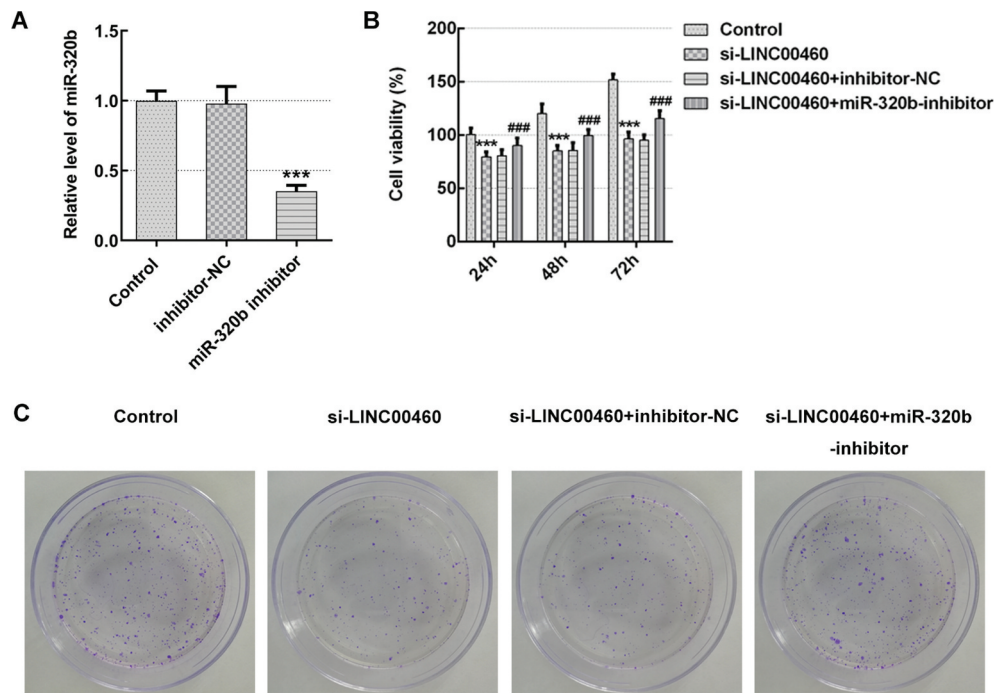 A
Relative level of miR-320b
1.5
1.0
0.5
0.0
***
Control
inhibitor-NC
miR-320b inhibitor
B
Cell viability (%)
200
150
100
50
0
***
###
***
###
***
###
24h
48h
72h
Control
si-LINC00460
si-LINC00460+inhibitor-NC
si-LINC00460+miR-320b-inhibitor
C
Control
si-LINC00460
si-LINC00460+inhibitor-NC
si-LINC00460+miR-320b
-inhibitor